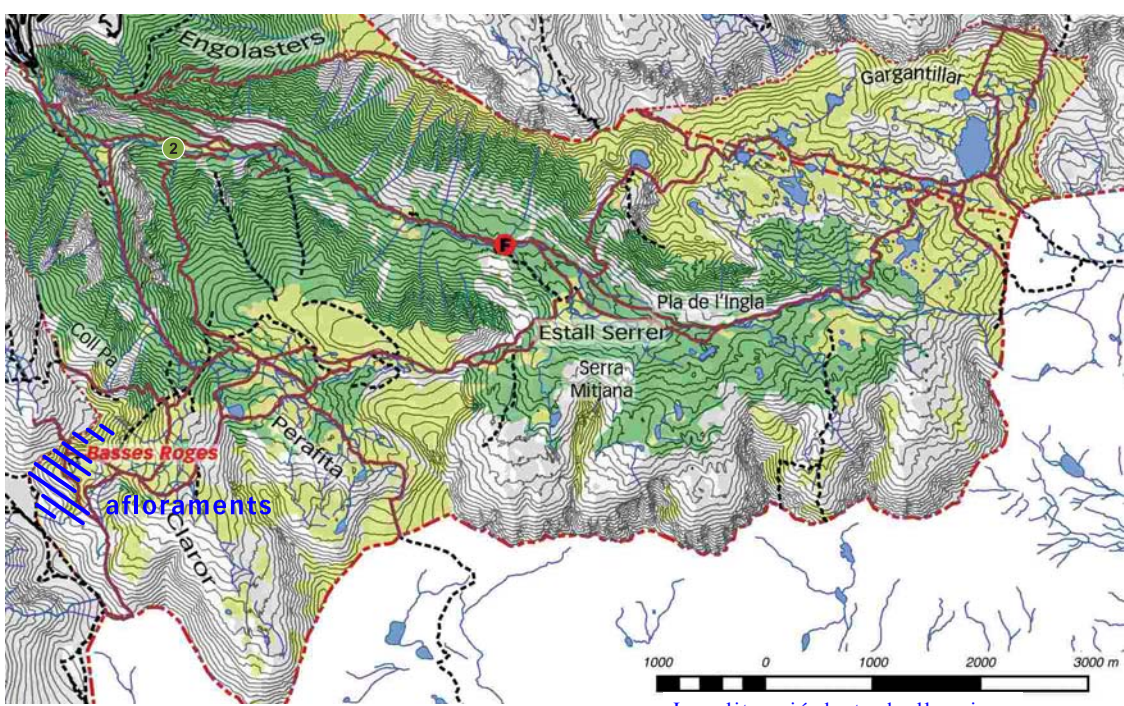 Engolasters
Gargantillar
2
F
Pla de l'Ingla
Estall Serrer
Coll Pa
Serra
Mitjana
Perafita
Basses Roges
afloraments
Claror
1000 0 1000 2000 3000 m